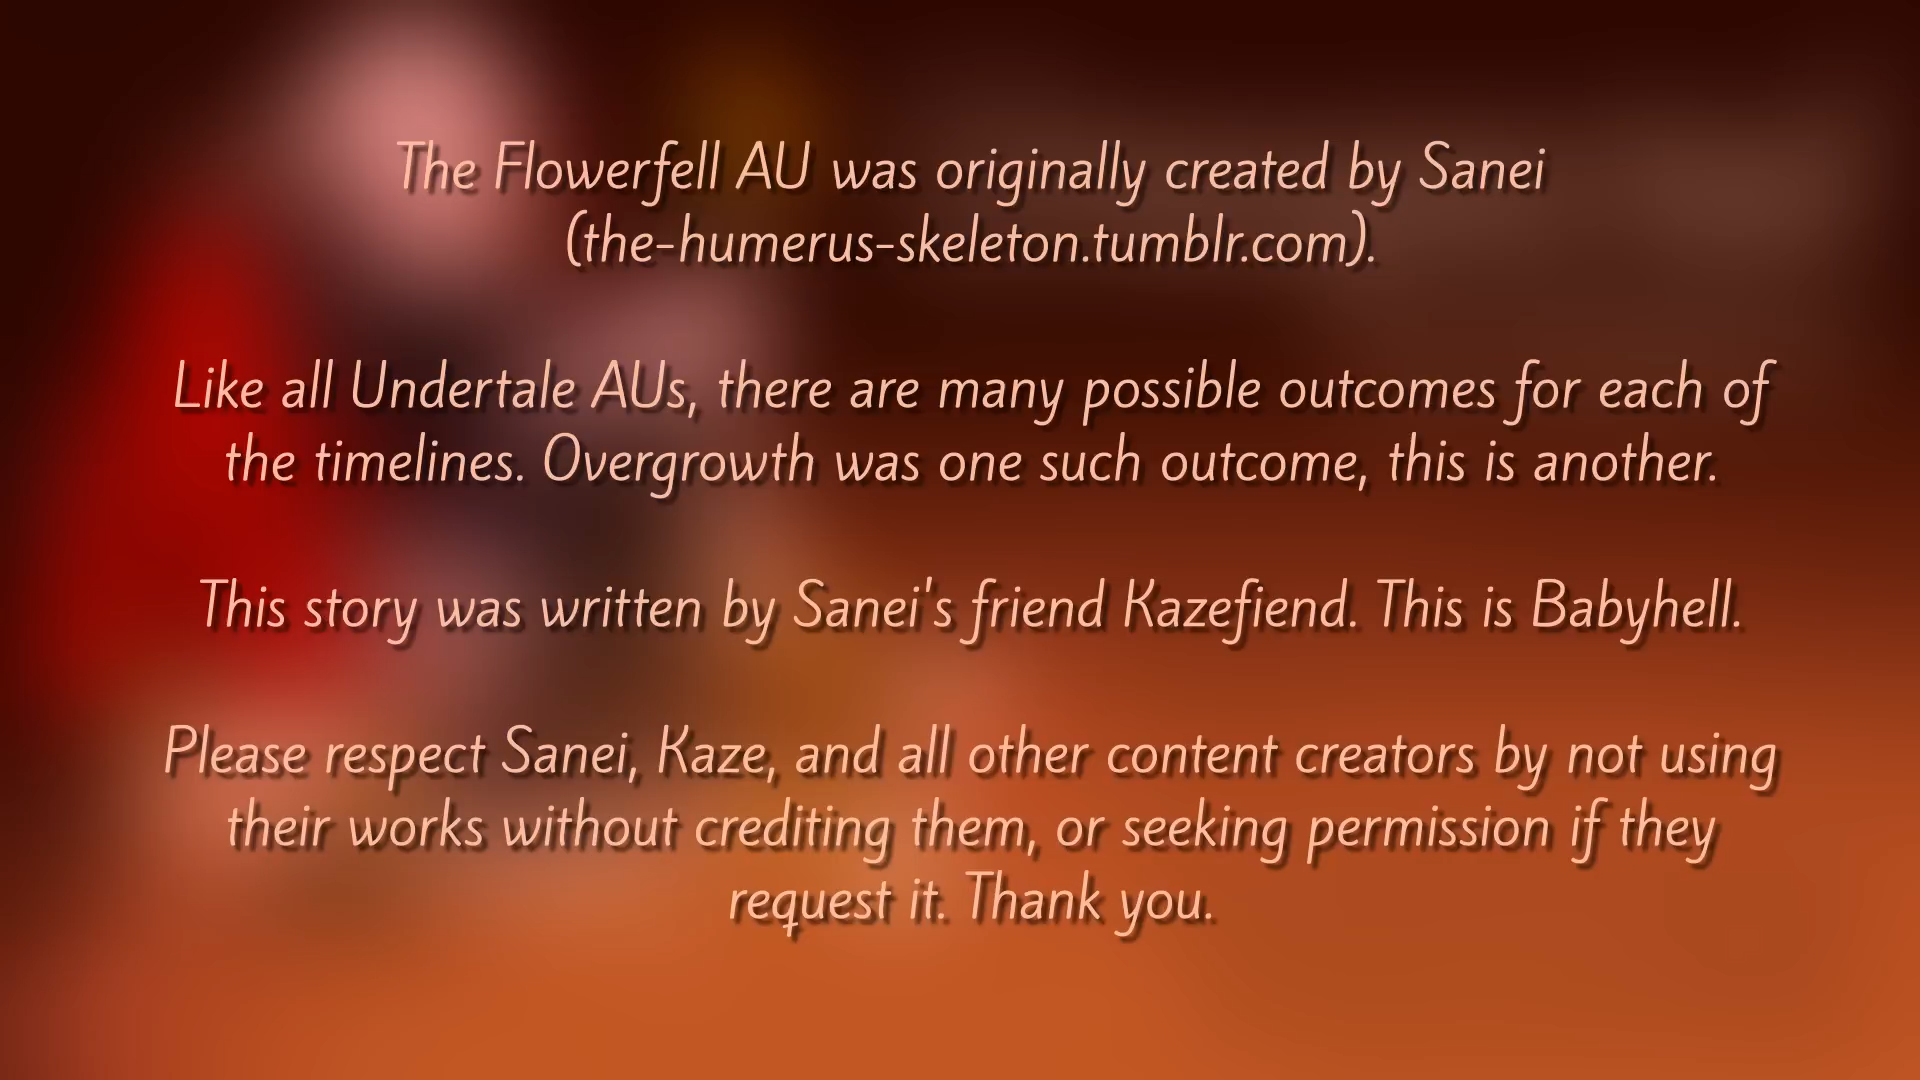 The Flowerfell AU was originally created by Sanei
(the-humerus-skeleton.tumblr.com).
Like all Undertale AUs, there are many possible outcomes for each of
the timelines. Overgrowth was one such outcome, this is another.
This story was written by Sanei's friend Kazefiend. This is Babyhell.
Please respect Sanei, Kaze, and all other content creators by not using
their works without crediting them, or seeking permission if they
request it. Thank you.